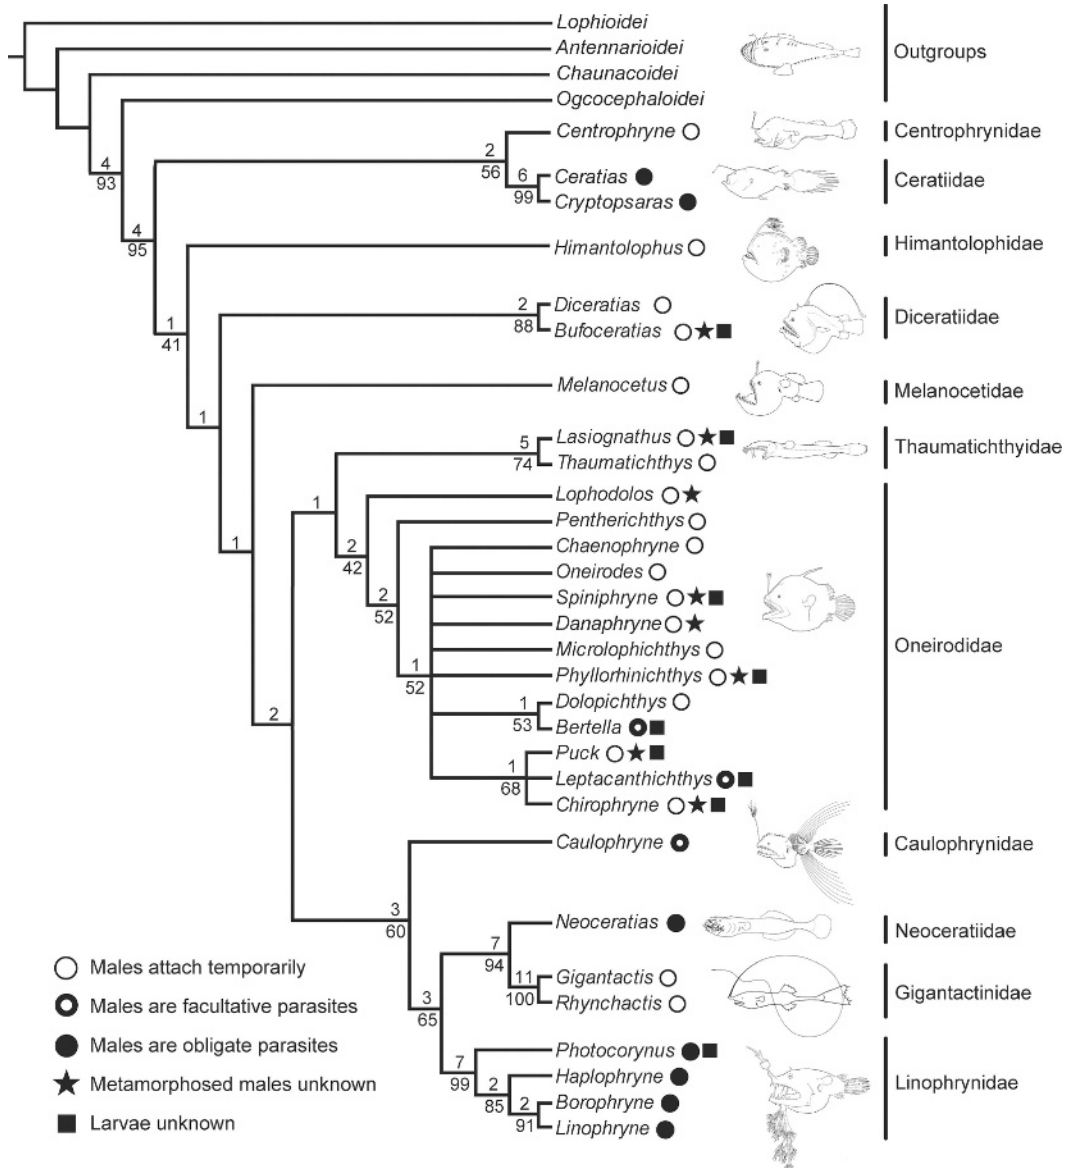 Lophioidei
Antennarioidei
Chaunacoidei
Ogcocephaloidei
Outgroups
4
93
Centrophryne
Centrophrynidae
2
56
6
99
Ceratias
Cryptopsaras
Ceratiidae
4
95
Himantolophus
Himantolophidae
1
41
2
88
Diceratias
Bufoceratias
Diceratiidae
1
Melanocetus
Melanocetidae
5
74
Lasiognathus
Thaumatichthys
Thaumatichthyidae
1
1
2
42
2
52
1
52
Lophodolos
Pentherichthys
Chaenophryne
Oneirodes
Spiniphryne
Danaphryne
Microlophichthys
Phyllorhinichthys
1
53
Dolopichthys
Bertella
1
68
Puck
Leptacanthichthys
Chirophryne
Oneirodidae
2
Caulophryne
Caulophrynidae
3
60
7
94
Neoceratias
Neoceratiidae
11
100
Gigantactis
Rhynchactis
Gigantactinidae
3
65
7
99
2
85
2
91
Photocorynus
Haplophryne
Borophryne
Linophryne
Linophrynidae
Males attach temporarily
Males are facultative parasites
Males are obligate parasites
Metamorphosed males unknown
Larvae unknown